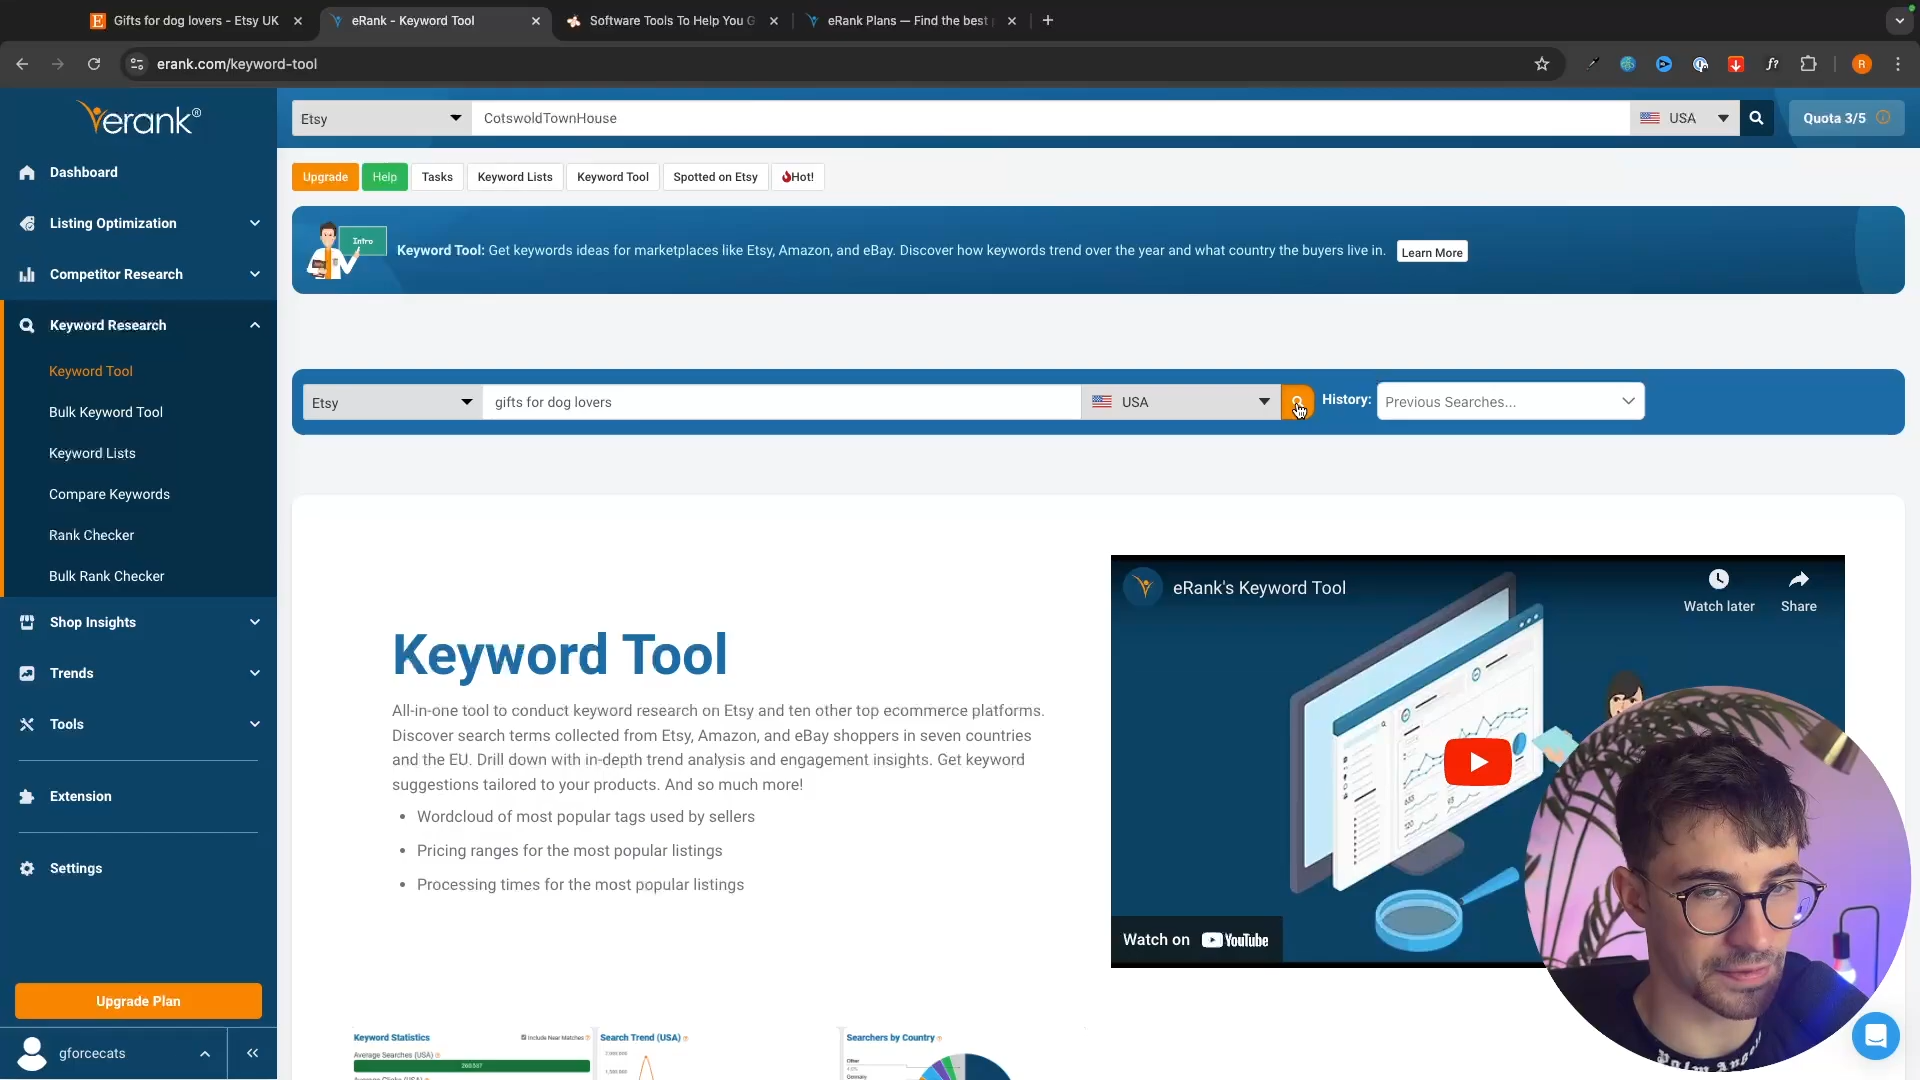 Gifts for dog lovers - Etsy UK
eRank - Keyword Tool
Software Tools To Help You G
eRank Plans — Find the best
erank.com/keyword-tool
R
erank®
Etsy
CotswoldTownHouse
USA
Quota 3/5
Dashboard
Listing Optimization
Competitor Research
Keyword Research
Keyword Tool
Bulk Keyword Tool
Keyword Lists
Compare Keywords
Rank Checker
Bulk Rank Checker
Shop Insights
Trends
Tools
Extension
Settings
Upgrade Plan
gforcecats
Upgrade
Help
Tasks
Keyword Lists
Keyword Tool
Spotted on Etsy
Hot!
Intro
Keyword Tool: Get keywords ideas for marketplaces like Etsy, Amazon, and eBay. Discover how keywords trend over the year and what country the buyers live in.
Learn More
Etsy
gifts for dog lovers
USA
History:
Previous Searches...
Keyword Tool
All-in-one tool to conduct keyword research on Etsy and ten other top ecommerce platforms.
Discover search terms collected from Etsy, Amazon, and eBay shoppers in seven countries
and the EU. Drill down with in-depth trend analysis and engagement insights. Get keyword
suggestions tailored to your products. And so much more!
• Wordcloud of most popular tags used by sellers
• Pricing ranges for the most popular listings
• Processing times for the most popular listings
eRank's Keyword Tool
Watch later
Share
Watch on YouTube
Keyword Statistics
Include Near Matches
Search Trend (USA)
Searchers by Country
Average Searches (USA)